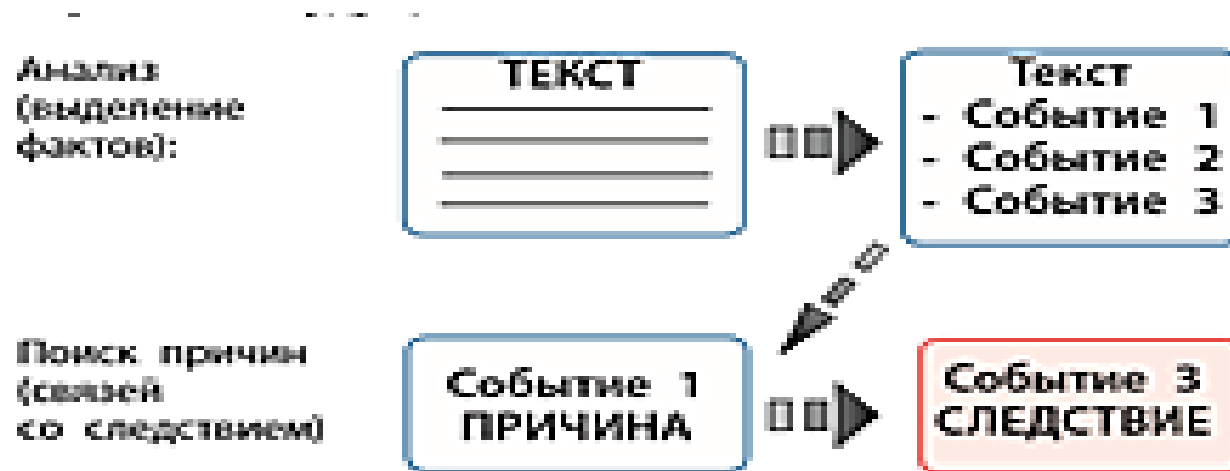 Анализ
(выделение
фактов):
ТЕКСТ
Текст
- Событие 1
- Событие 2
- Событие 3
Поиск причин
(связей
со следствием)
Событие 1
ПРИЧИНА
Событие 3
СЛЕДСТВИЕ